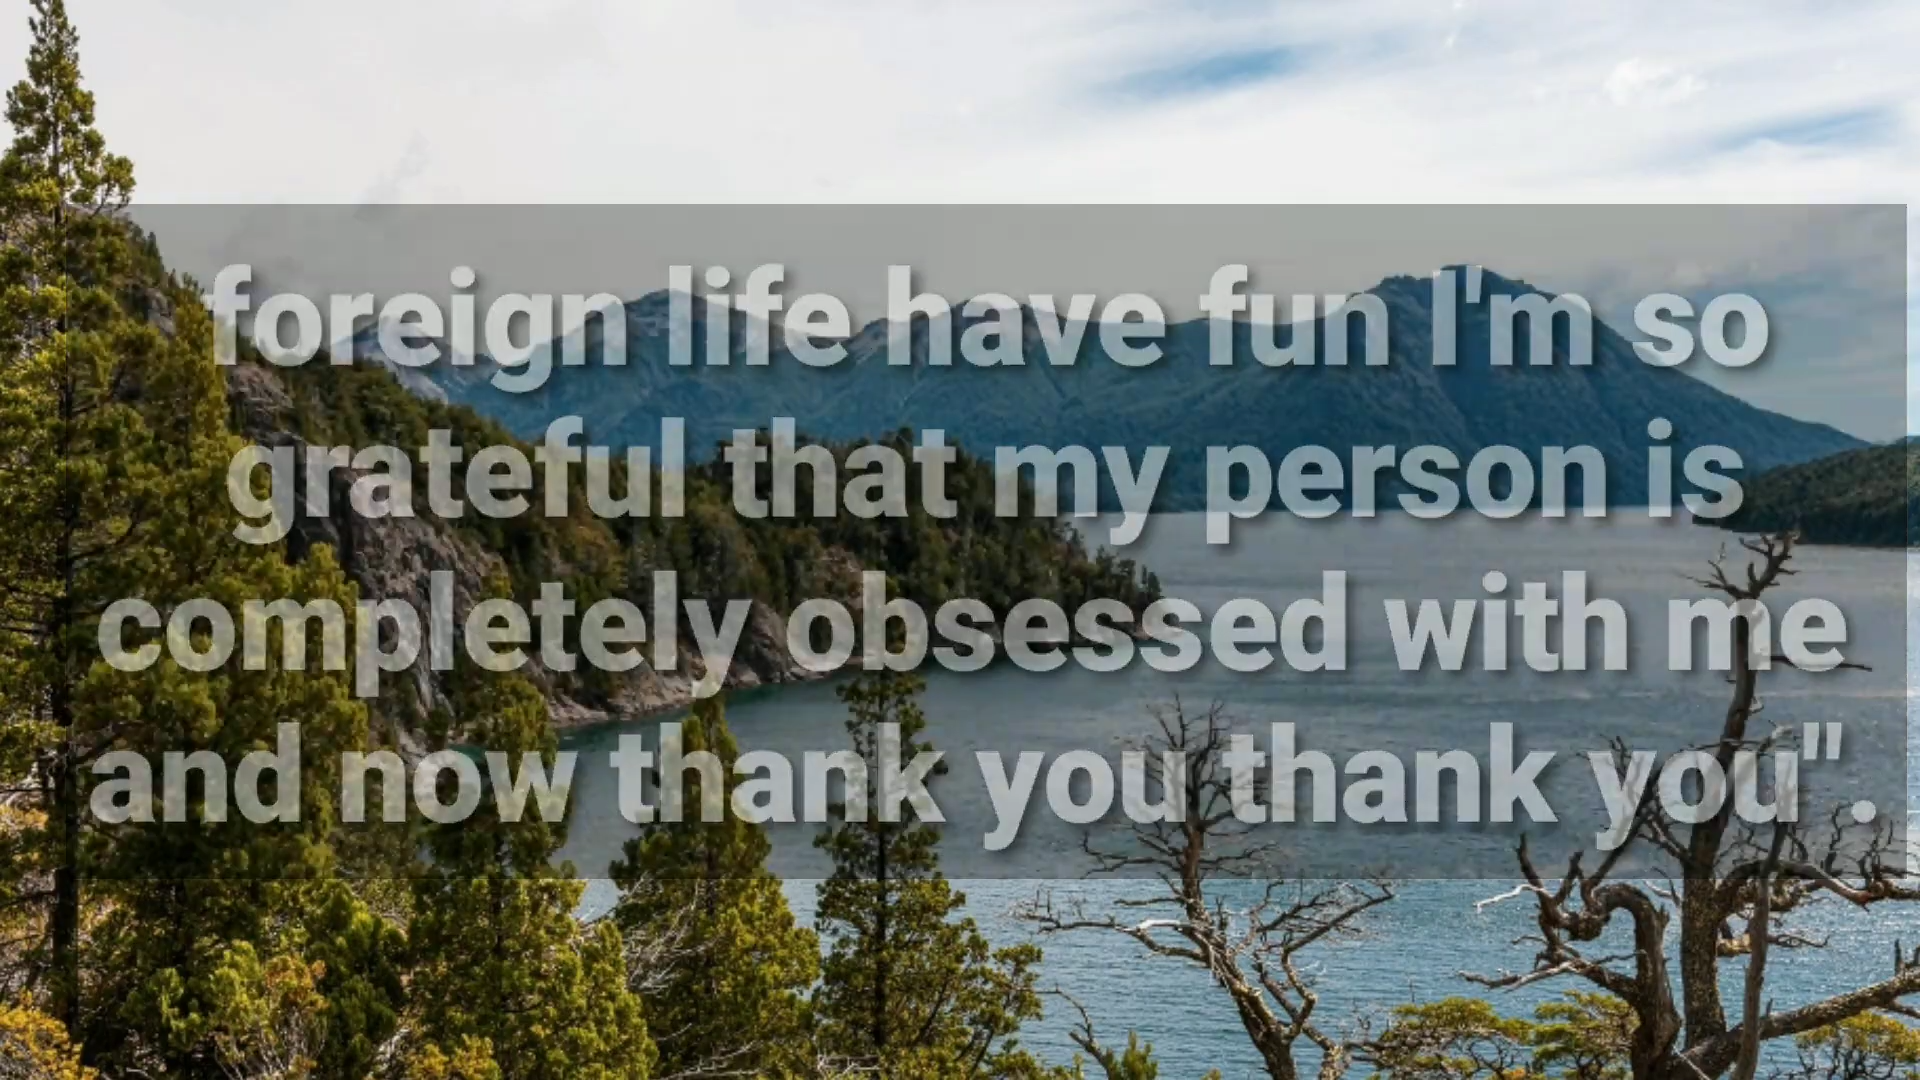 foreign life have fun I'm so
grateful that my person is
completely obsessed with me
and now thank you thank you".